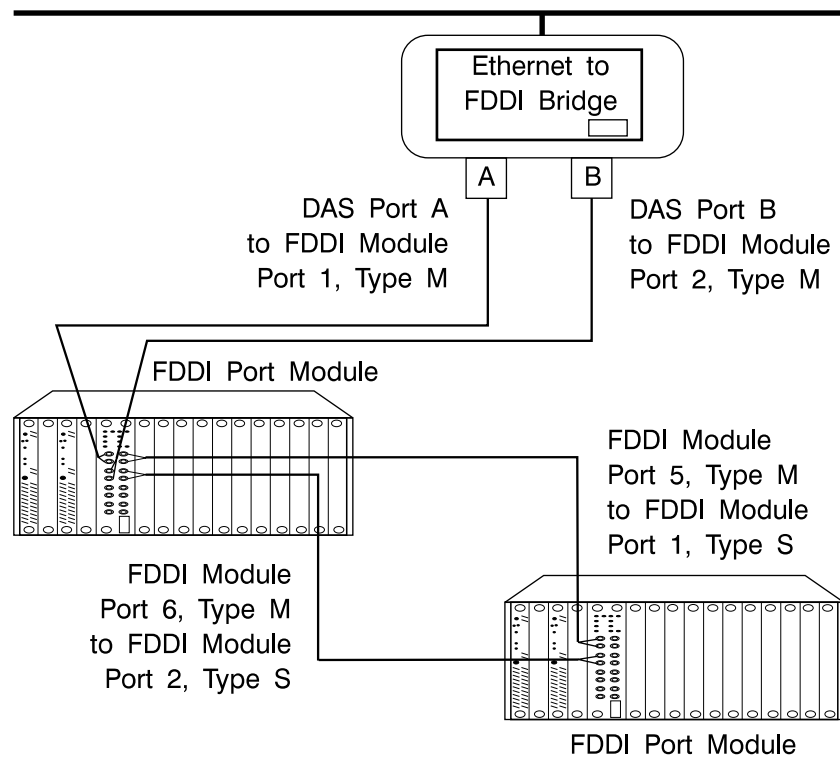 Ethernet to
FDDI Bridge
A
B
DAS Port A
to FDDI Module
Port 1, Type M
DAS Port B
to FDDI Module
Port 2, Type M
FDDI Port Module
FDDI Module
Port 5, Type M
to FDDI Module
Port 1, Type S
FDDI Module
Port 6, Type M
to FDDI Module
Port 2, Type S
FDDI Port Module